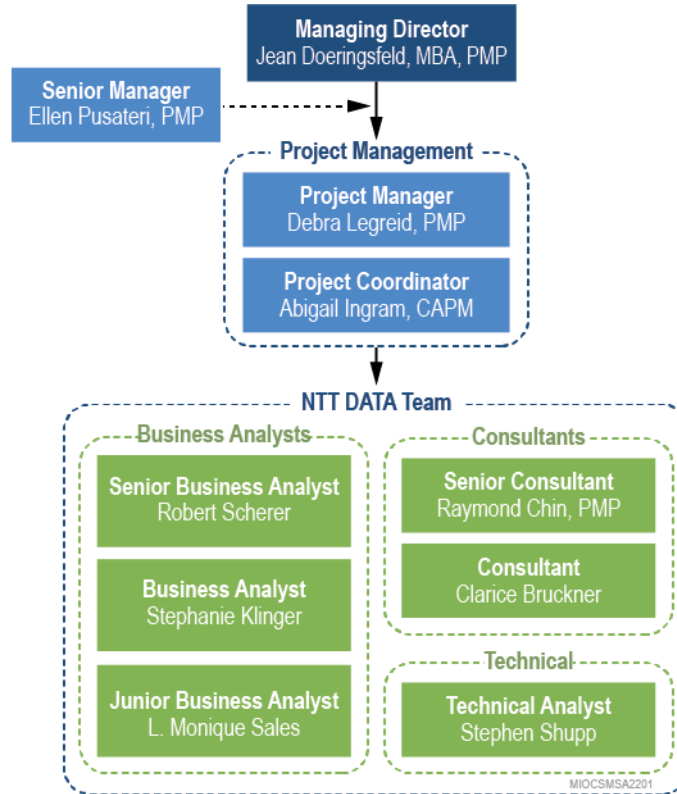 Managing Director
Jean Doeringsfeld, MBA, PMP
Senior Manager
Ellen Pusateri, PMP
Project Management
Project Manager
Debra Legreid, PMP
Project Coordinator
Abigail Ingram, CAPM
NTT DATA Team
Business Analysts
Senior Business Analyst
Robert Scherer
Business Analyst
Stephanie Klinger
Junior Business Analyst
L. Monique Sales
Consultants
Senior Consultant
Raymond Chin, PMP
Consultant
Clarice Bruckner
Technical
Technical Analyst
Stephen Shupp
MIOCSMSA2201